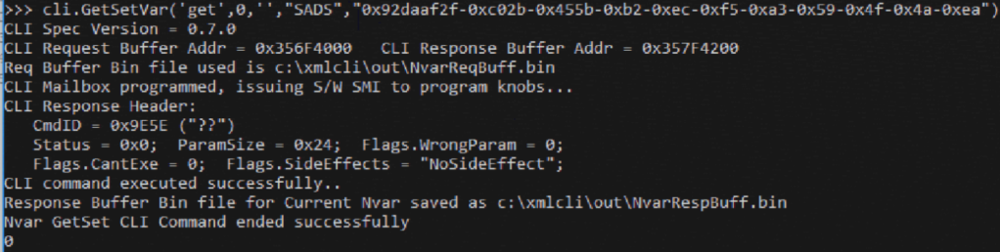 >>> cli.GetSetVar('get',0,'',"SADS","0x92daaf2f-0xc02b-0x455b-0xb2-0xec-0xf5-0xa3-0x59-0x4f-0x4a-0xea")
CLI Spec Version = 0.7.0
CLI Request Buffer Addr = 0x356F4000   CLI Response Buffer Addr = 0x357F4200
Req Buffer Bin file used is c:\xmlcli\out\NvarReqBuff.bin
CLI Mailbox programmed, issuing S/W SMI to program knobs...
CLI Response Header:
   CmdID = 0x9E5E ("??")
   Status = 0x0;  ParamSize = 0x24;  Flags.WrongParam = 0;
   Flags.CantExe = 0;  Flags.SideEffects = "NoSideEffect";
CLI command executed successfully..
Response Buffer Bin file for Current Nvar saved as c:\xmlcli\out\NvarRespBuff.bin
Nvar GetSet CLI Command ended successfully
0